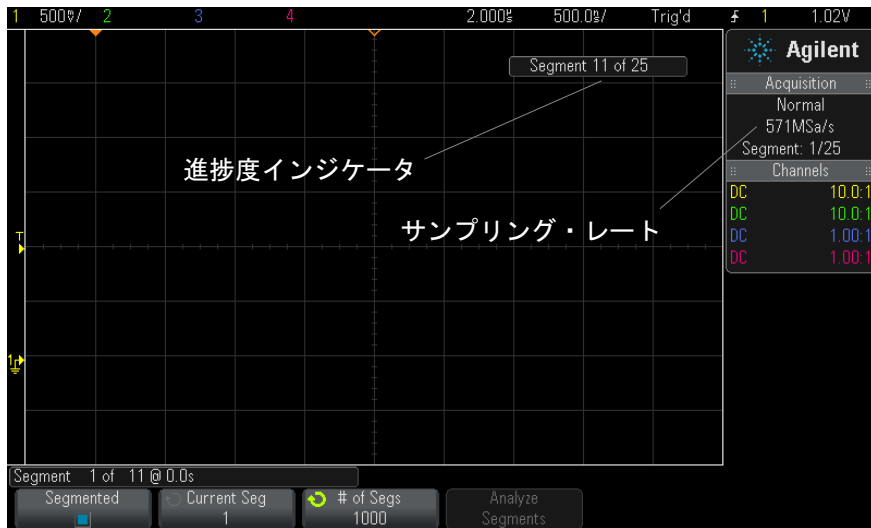 1 500㎷/ 2 3 4 2.000㎲ 500.0㎱/ Trig'd 1 1.02V
Agilent
Segment 11 of 25
Acquisition
Normal
571MSa/s
Segment: 1/25
進捗度インジケータ
Channels
DC 10.0:1
DC 10.0:1
DC 1.00:1
DC 1.00:1
サンプリング・レート
T
1
Segment 1 of 11 @ 0.0s
Segmented
Current Seg
1
# of Segs
1000
Analyze
Segments